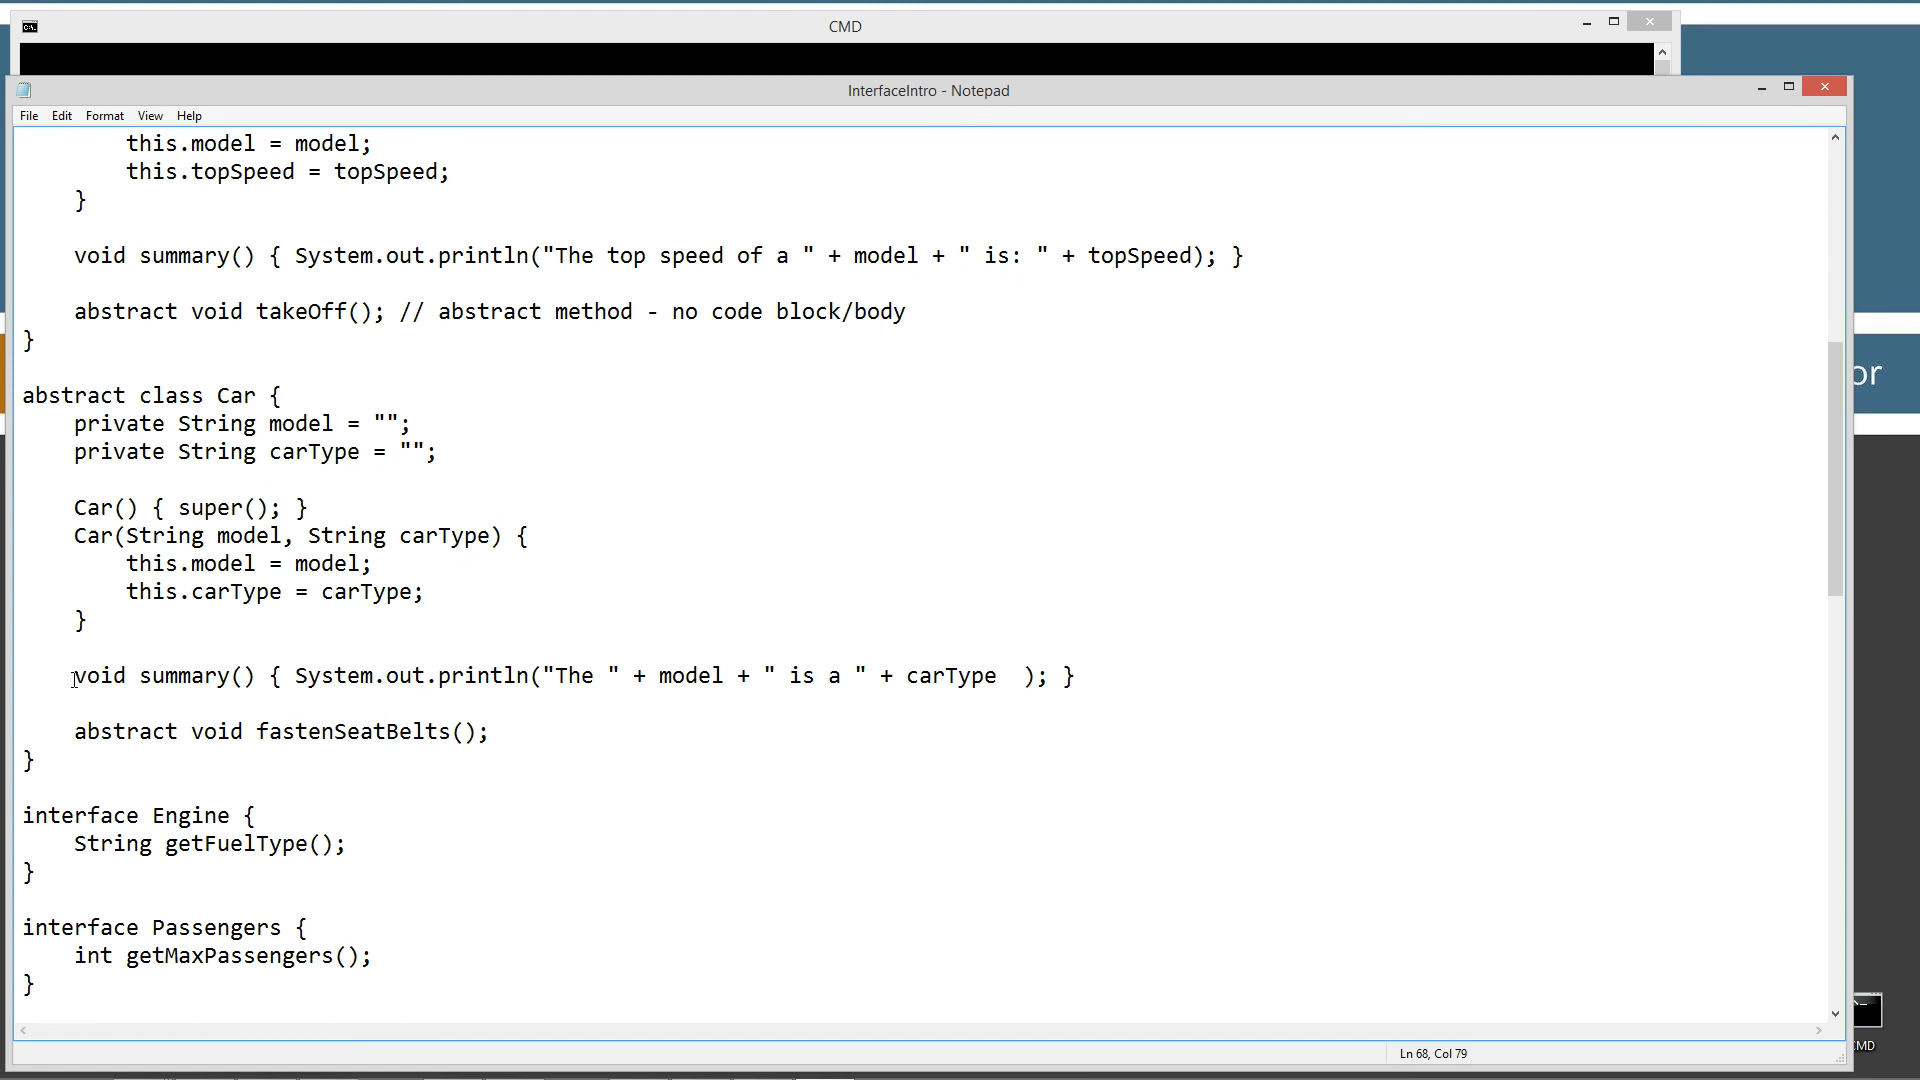 CMD
InterfaceIntro - Notepad
File Edit Format View Help
this.model = model;
this.topSpeed = topSpeed;
}
void summary() { System.out.println("The top speed of a " + model + " is: " + topSpeed); }
abstract void takeOff(); // abstract method - no code block/body
}
abstract class Car {
private String model = "";
private String carType = "";
Car() { super(); }
Car(String model, String carType) {
this.model = model;
this.carType = carType;
}
void summary() { System.out.println("The " + model + " is a " + carType  ); }
abstract void fastenSeatBelts();
}
interface Engine {
String getFuelType();
}
interface Passengers {
int getMaxPassengers();
}
Ln 68, Col 79
or
CMD